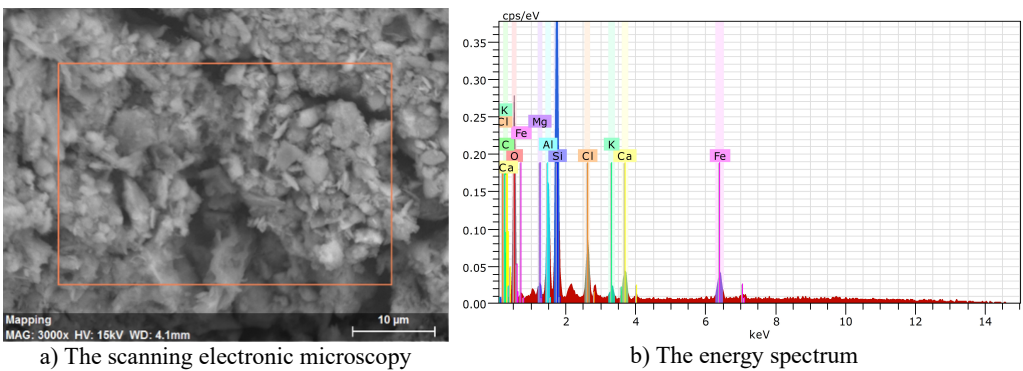 Mapping
MAG: 3000x HV: 15kV WD: 4.1mm
10 µm
a) The scanning electronic microscopy
cps/eV
0.35
0.30
0.25
0.20
0.15
0.10
0.05
0.00
K
Cl
Fe
Mg
C
Al
K
O
Si
Cl
Ca
Fe
Ca
2 4 6 8 10 12 14
keV
b) The energy spectrum